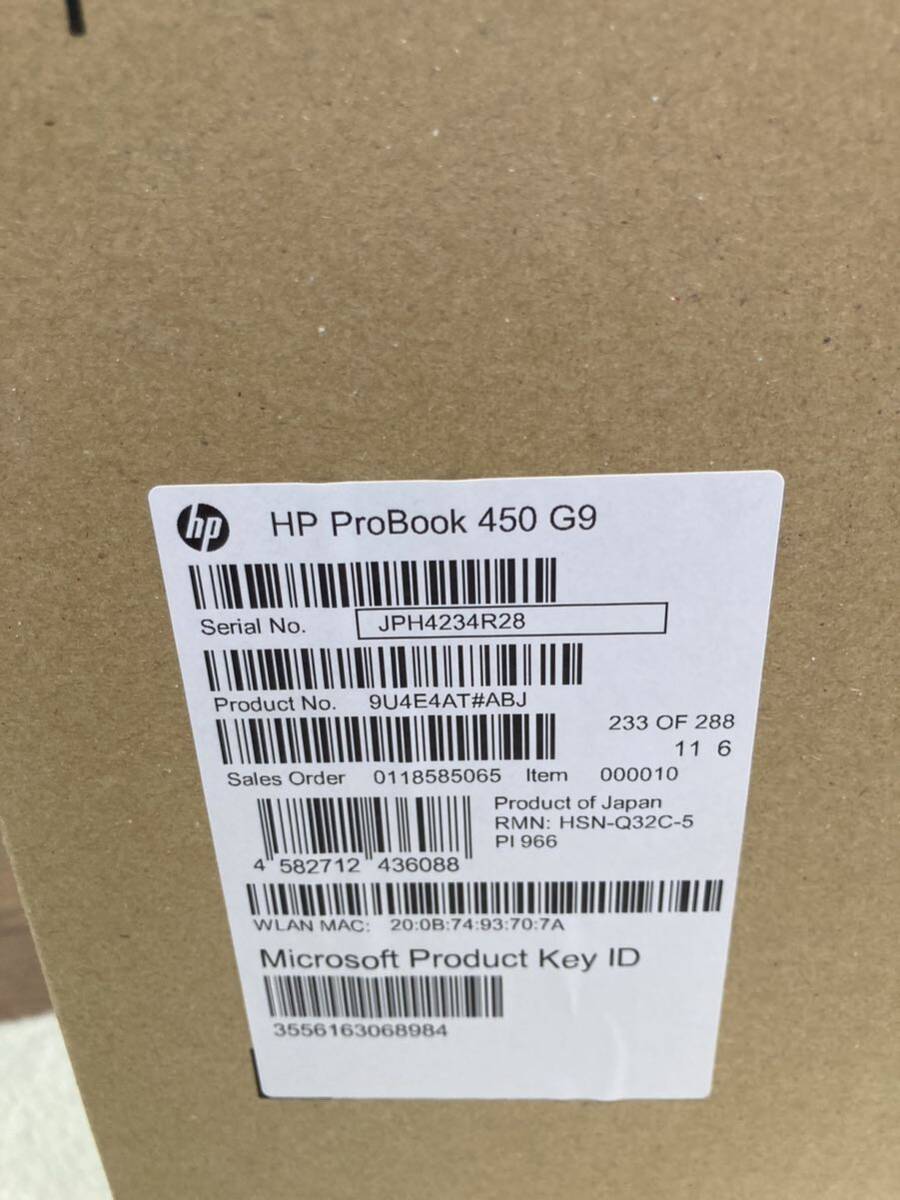 hp HP ProBook 450 G9
Serial No. JPH4234R28
Product No. 9U4E4AT#ABJ
233 OF 288
11 6
Sales Order 0118585065 Item 000010
Product of Japan
RMN: HSN-Q32C-5
PI 966
4 582712 436088
WLAN MAC: 20:0B:74:93:70:7A
Microsoft Product Key ID
3556163068984